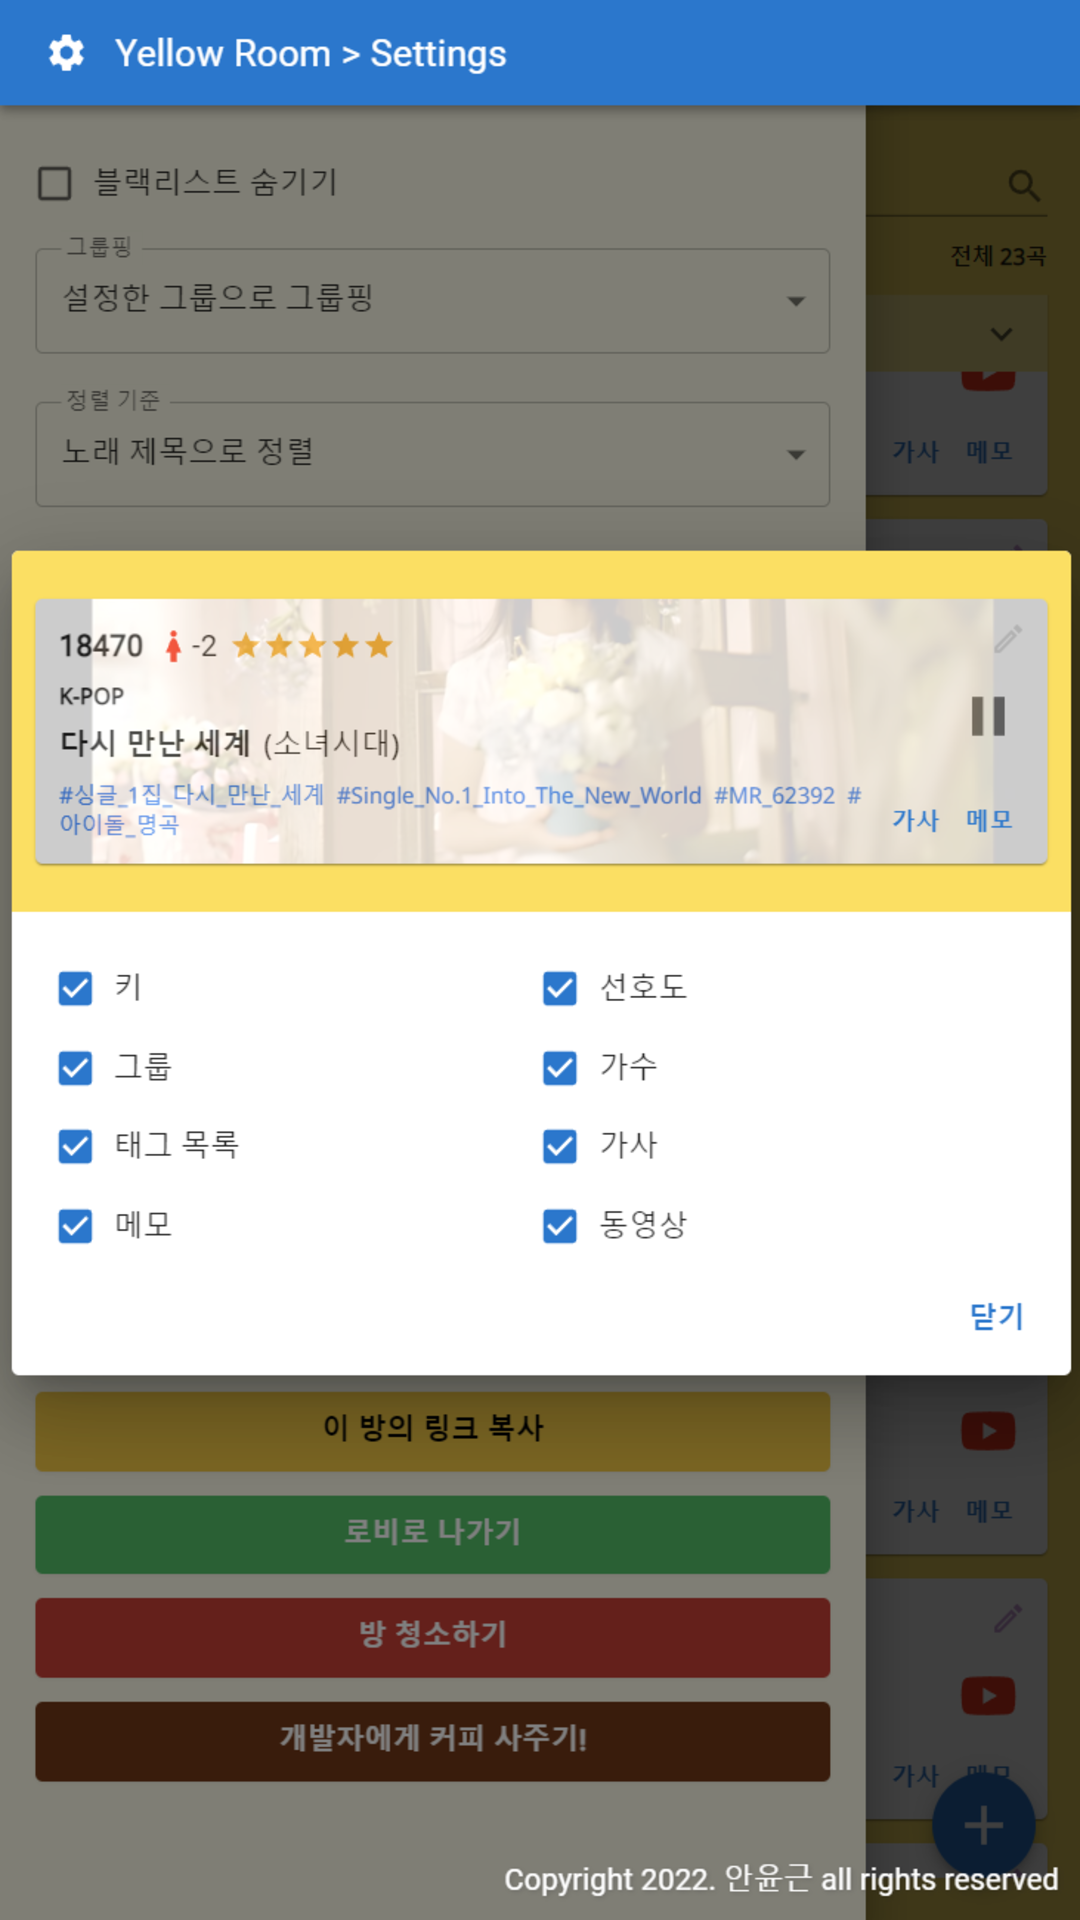 Yellow Room > Settings
블랙리스트 숨기기
그룹핑
설정한 그룹으로 그룹핑
전체 23곡
정렬 기준
노래 제목으로 정렬
가사 메모
18470 -2
K-POP
다시 만난 세계 (소녀시대)
#싱글_1집_다시_만난_세계 #Single_No.1_Into_The_New_World #MR_62392 #
아이돌_명곡
가사 메모
키
선호도
그룹
가수
태그 목록
가사
메모
동영상
닫기
이 방의 링크 복사
가사 메모
로비로 나가기
방 청소하기
개발자에게 커피 사주기!
가사 메모
Copyright 2022. 안윤근 all rights reserved